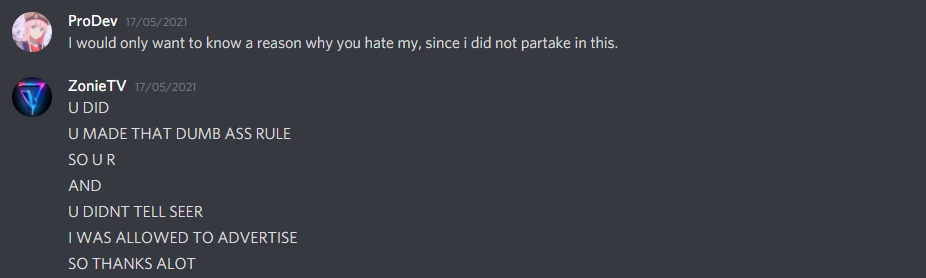 ProDev 17/05/2021
I would only want to know a reason why you hate my, since i did not partake in this.
ZonieTV 17/05/2021
U DID
U MADE THAT DUMB ASS RULE
SO U R
AND
U DIDNT TELL SEER
I WAS ALLOWED TO ADVERTISE
SO THANKS ALOT